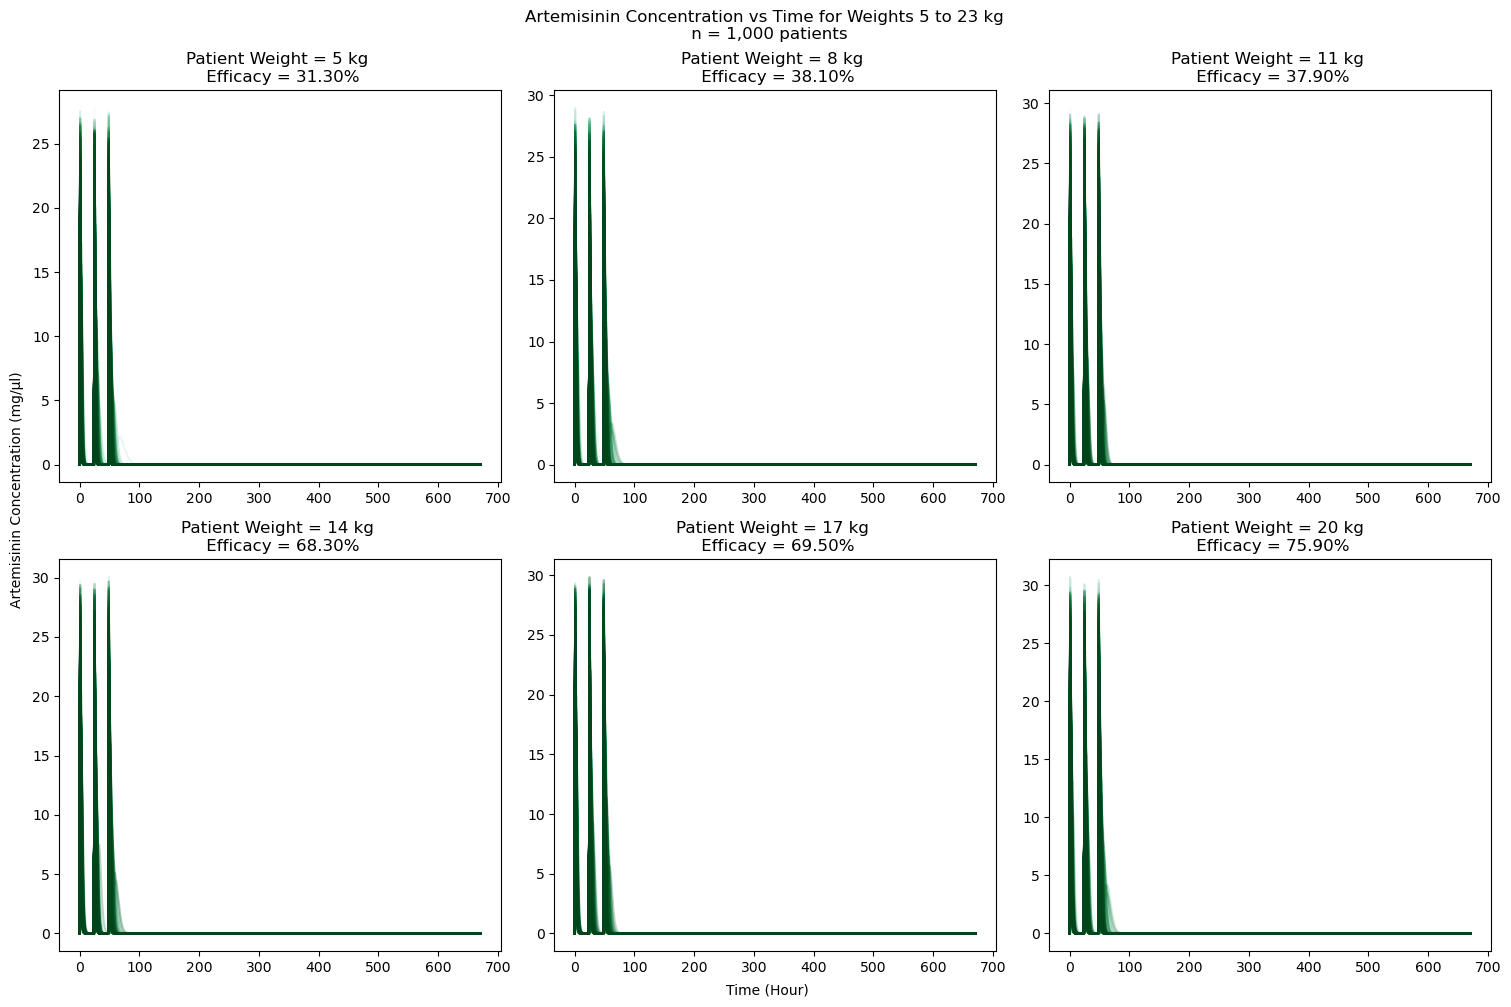 Artemisinin Concentration vs Time for Weights 5 to 23 kg
n = 1,000 patients
Patient Weight = 5 kg
Efficacy = 31.30%
Patient Weight = 8 kg
Efficacy = 38.10%
Patient Weight = 11 kg
Efficacy = 37.90%
25
20
15
10
5
0
0 100 200 300 400 500 600 700
30
25
20
15
10
5
0
0 100 200 300 400 500 600 700
30
25
20
15
10
5
0
0 100 200 300 400 500 600 700
Artemisinin Concentration (mg/μl)
Patient Weight = 14 kg
Efficacy = 68.30%
Patient Weight = 17 kg
Efficacy = 69.50%
Patient Weight = 20 kg
Efficacy = 75.90%
30
25
20
15
10
5
0
0 100 200 300 400 500 600 700
30
25
20
15
10
5
0
0 100 200 300 400 500 600 700
30
25
20
15
10
5
0
0 100 200 300 400 500 600 700
Time (Hour)